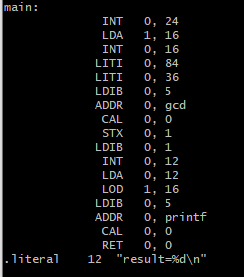 main:
INT 0, 24
LDA 1, 16
INT 0, 16
LITI 0, 84
LITI 0, 36
LDIB 0, 5
ADDR 0, gcd
CAL 0, 0
STX 0, 1
LDIB 0, 1
INT 0, 12
LDA 0, 12
LOD 1, 16
LDIB 0, 5
ADDR 0, printf
CAL 0, 0
RET 0, 0
.literal 12 "result=%d\n"